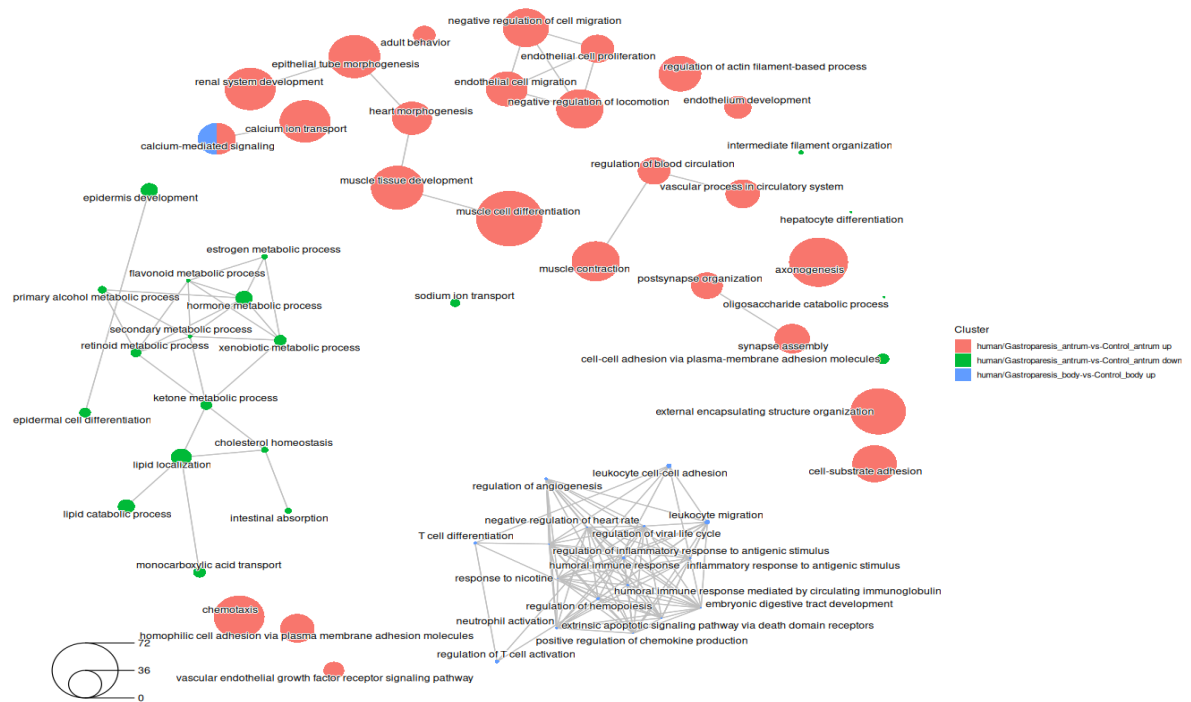 negative regulation of cell migration
adult behavior
endothelial cell proliferation
epithelial tube morphogenesis
regulation of actin filament-based process
renal system development
endothelial cell migration
endothelium development
negative regulation of locomotion
heart morphogenesis
calcium ion transport
calcium-mediated signaling
intermediate filament organization
regulation of blood circulation
muscle tissue development
vascular process in circulatory system
epidermis development
muscle cell differentiation
hepatocyte differentiation
estrogen metabolic process
muscle contraction
axonogenesis
flavonoid metabolic process
postsynapse organization
primary alcohol metabolic process
sodium ion transport
hormone metabolic process
oligosaccharide catabolic process
secondary metabolic process
Cluster
retinoid metabolic process
xenobiotic metabolic process
synapse assembly
human/Gastroparesis_antrum-vs-Control_antrum up
cell-cell adhesion via plasma-membrane adhesion molecules
human/Gastroparesis_antrum-vs-Control_antrum down
human/Gastroparesis_body-vs-Control_body up
ketone metabolic process
external encapsulating structure organization
epidermal cell differentiation
cholesterol homeostasis
lipid localization
leukocyte cell-cell adhesion
cell-substrate adhesion
regulation of angiogenesis
lipid catabolic process
intestinal absorption
negative regulation of heart rate
leukocyte migration
T cell differentiation
regulation of viral life cycle
regulation of inflammatory response to antigenic stimulus
monocarboxylic acid transport
humoral immune response
inflammatory response to antigenic stimulus
response to nicotine
humoral immune response mediated by circulating immunoglobulin
chemotaxis
regulation of hemopoiesis
embryonic digestive tract development
neutrophil activation
extrinsic apoptotic signaling pathway via death domain receptors
homophilic cell adhesion via plasma membrane adhesion molecules
positive regulation of chemokine production
72
regulation of T cell activation
36
vascular endothelial growth factor receptor signaling pathway
0